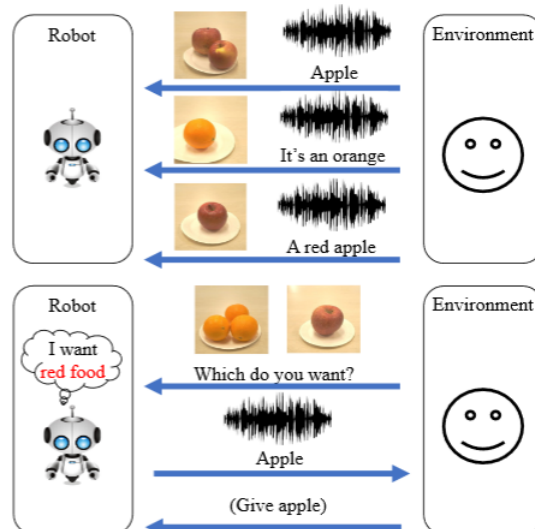 Robot
Environment
Apple
It's an orange
A red apple
Robot
Environment
I want
red food
Which do you want?
Apple
(Give apple)